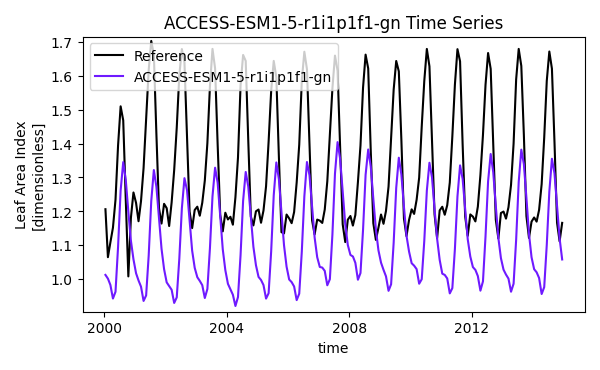 ACCESS-ESM1-5-r1i1p1f1-gn Time Series
Reference
ACCESS-ESM1-5-r1i1p1f1-gn
Leaf Area Index
[dimensionless]
1.7
1.6
1.5
1.4
1.3
1.2
1.1
1.0
2000
2004
2008
2012
time